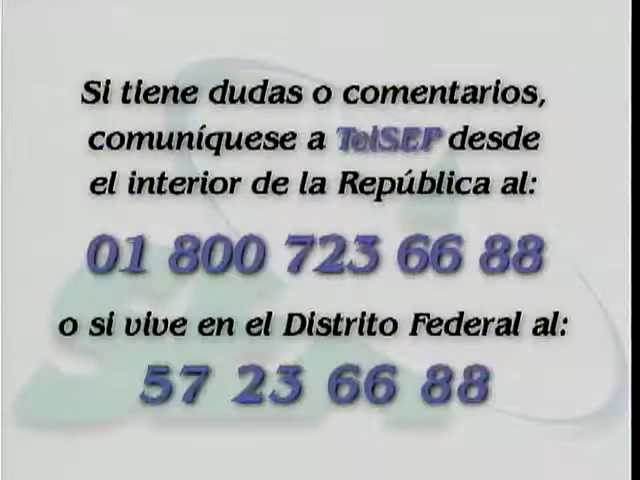 Si tiene dudas o comentarios,
comuníquese a TelSEP desde
el interior de la República al:
01 800 723 66 88
o si vive en el Distrito Federal al:
57 23 66 88